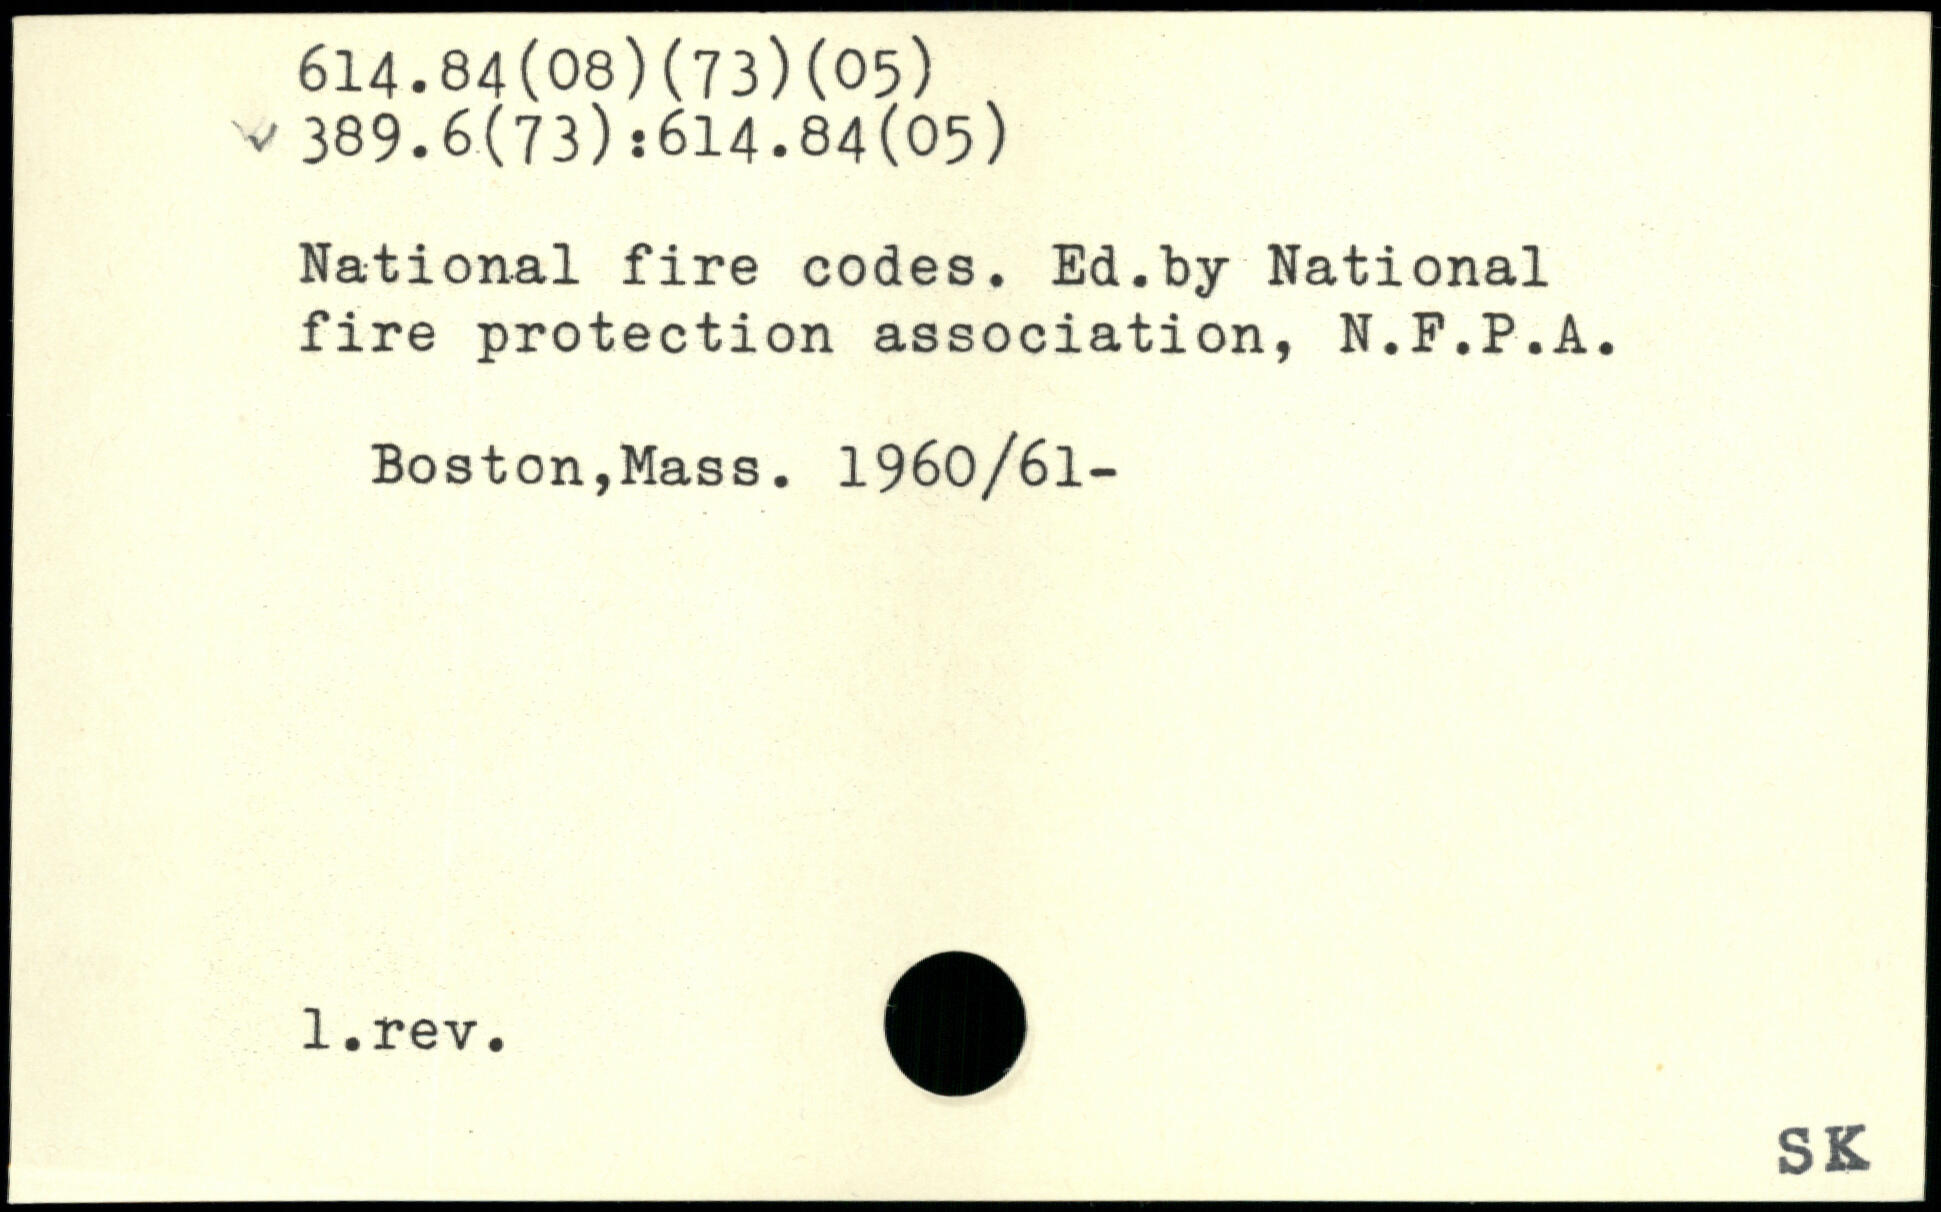 614.84(08)(73)(05)
389.6(73):614.84(05)
National fire codes. Ed.by National
fire protection association, N.F.P.A.
Boston,Mass. 1960/61-
1.rev.
SK